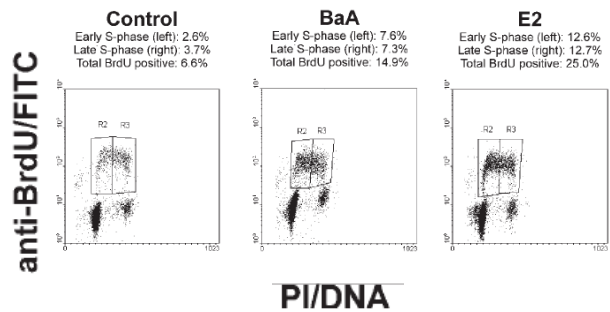 Control
Early S-phase (left): 2.6%
Late S-phase (right): 3.7%
Total BrdU positive: 6.6%
BaA
Early S-phase (left): 7.6%
Late S-phase (right): 7.3%
Total BrdU positive: 14.9%
E2
Early S-phase (left): 12.6%
Late S-phase (right): 12.7%
Total BrdU positive: 25.0%
anti-BrdU/FITC
R2 R3
R2 R3
R2 R3
0 1023
0 1023
0 1023
PI/DNA